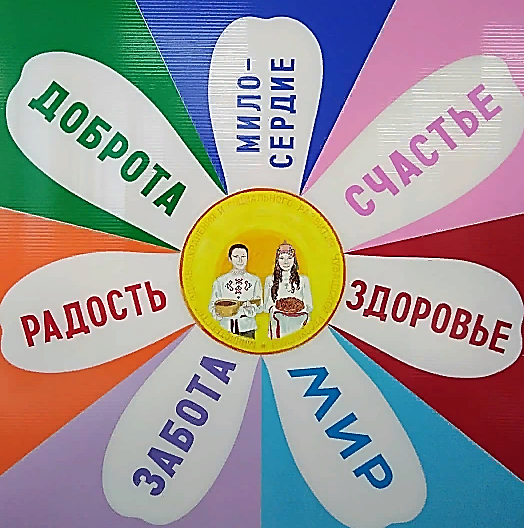 МИЛО-
СЕРДИЕ
СЧАСТЬЕ
ЗДОРОВЬЕ
МИР
ЗАБОТА
РАДОСТЬ
ДОБРОТА